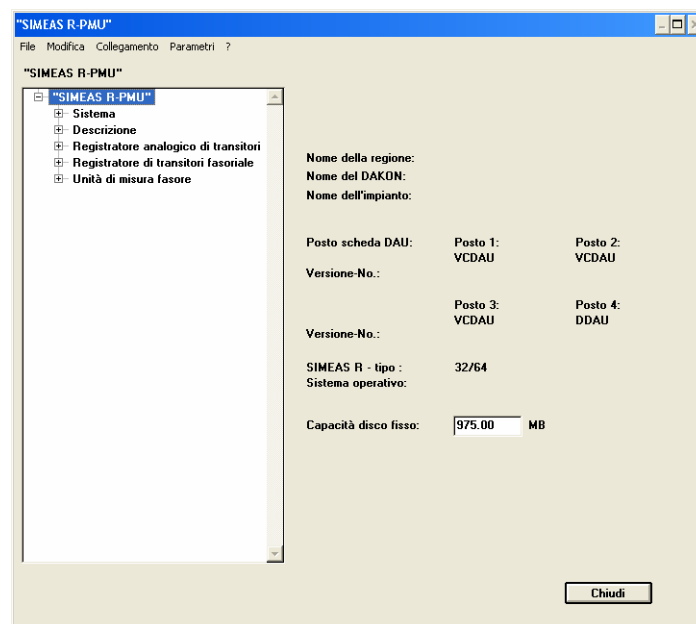 "SIMEAS R-PMU"
File Modifica Collegamento Parametri ?
"SIMEAS R-PMU"
"SIMEAS R-PMU"
Sistema
Descrizione
Registratore analogico di transitori
Registratore di transitori fasoriale
Unità di misura fasore
Nome della regione:
Nome del DAKON:
Nome dell'impianto:
Posto scheda DAU: Posto 1: Posto 2:
VCDAU VCDAU
Versione-No.:
Posto 3: Posto 4:
VCDAU DDAU
Versione-No.:
SIMEAS R - tipo : 32/64
Sistema operativo:
Capacità disco fisso: 975.00 MB
Chiudi